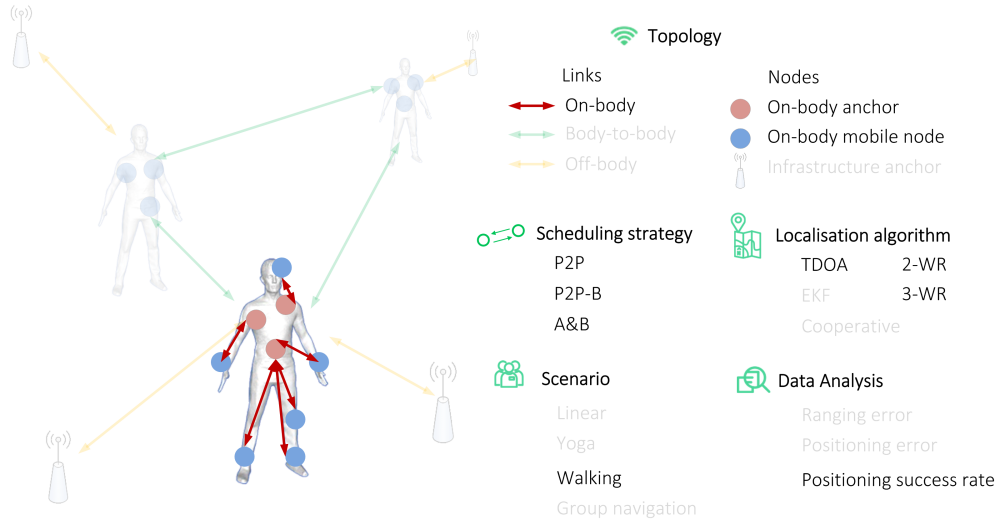 Topology
Links
Nodes
On-body
On-body anchor
Body-to-body
On-body mobile node
Off-body
Infrastructure anchor
Scheduling strategy
P2P
P2P-B
A&B
Localisation algorithm
TDOA
2-WR
EKF
3-WR
Cooperative
Scenario
Linear
Yoga
Walking
Group navigation
Data Analysis
Ranging error
Positioning error
Positioning success rate